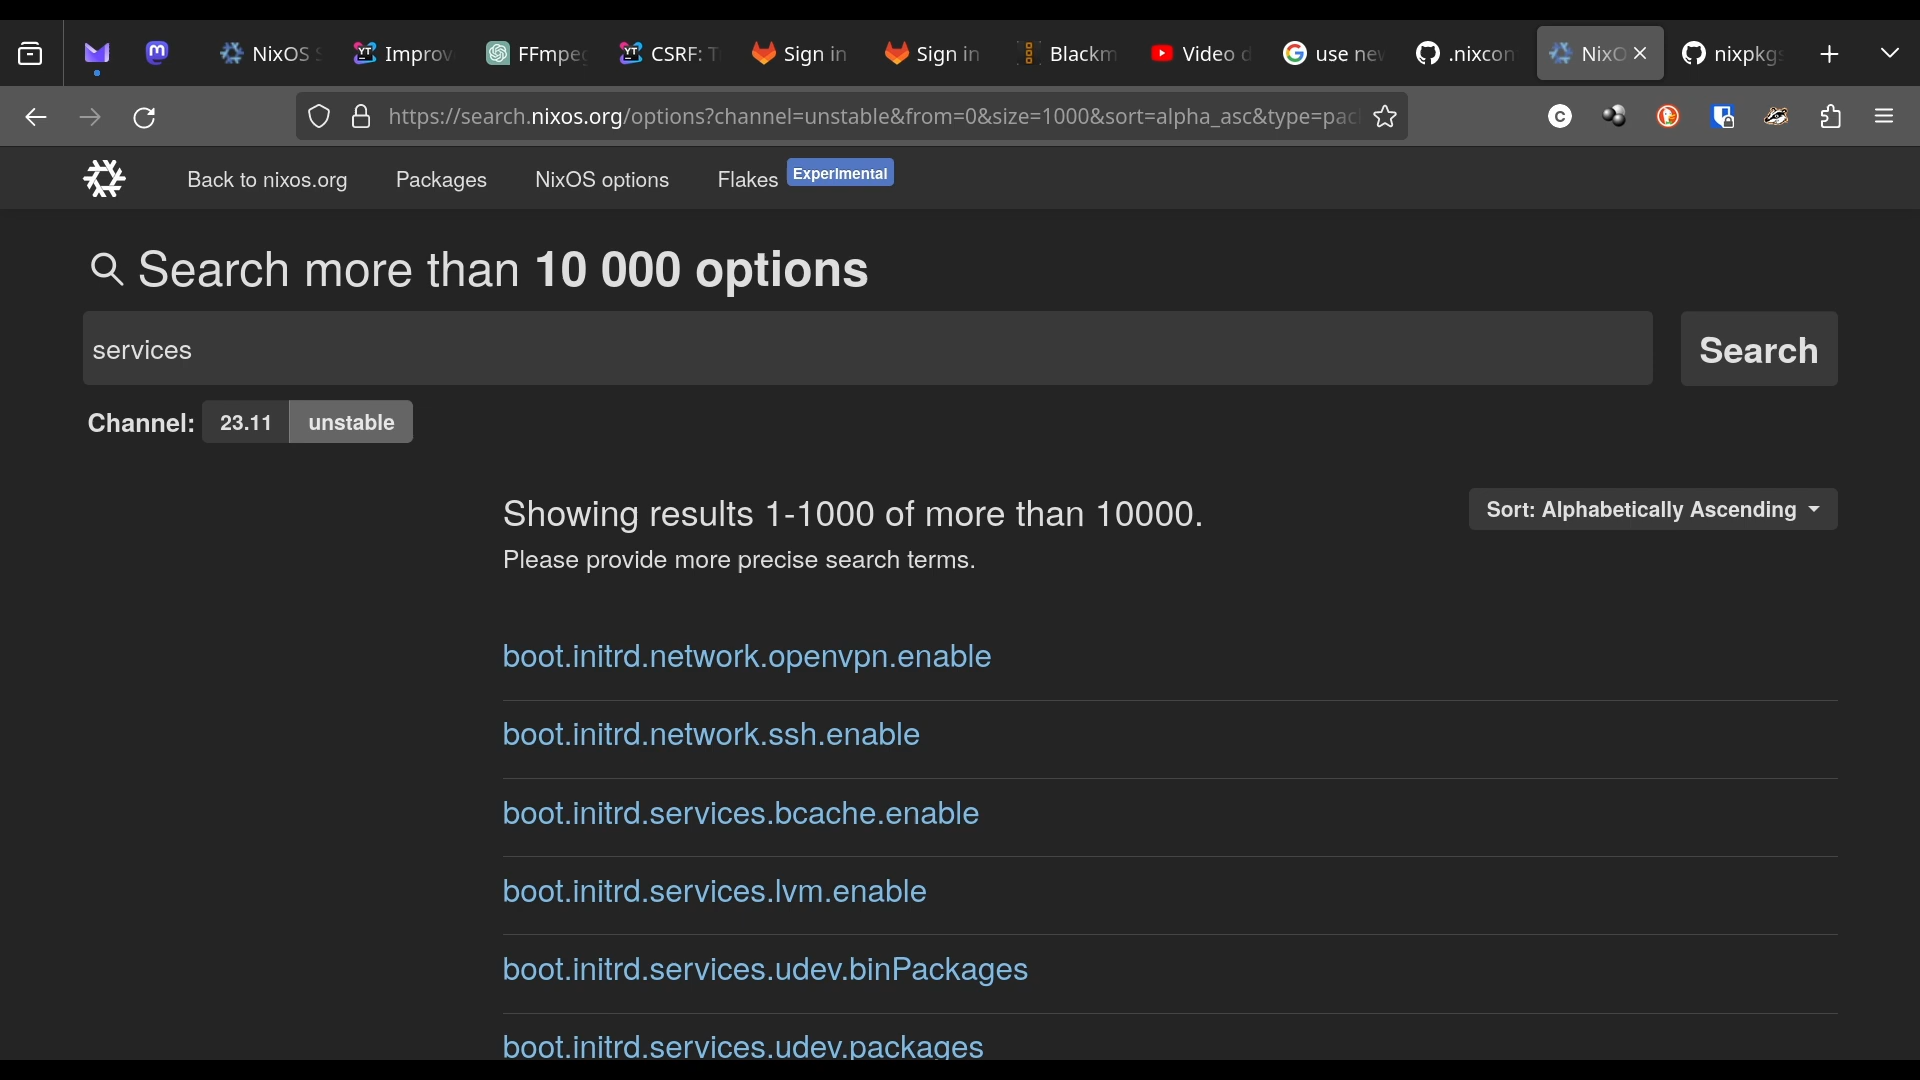 NixOS Improv FFmpeg CSRF: T Sign in Sign in Blackm Video d use nev .nixcon NixO nixpkgs
https://search.nixos.org/options?channel=unstable&from=0&size=1000&sort=alpha_asc&type=pac
Back to nixos.org Packages NixOS options Flakes Experimental
Search more than 10 000 options
services Search
Channel: 23.11 unstable
Showing results 1-1000 of more than 10000. Sort: Alphabetically Ascending
Please provide more precise search terms.
boot.initrd.network.openvpn.enable
boot.initrd.network.ssh.enable
boot.initrd.services.bcache.enable
boot.initrd.services.lvm.enable
boot.initrd.services.udev.binPackages
boot.initrd.services.udev.packages